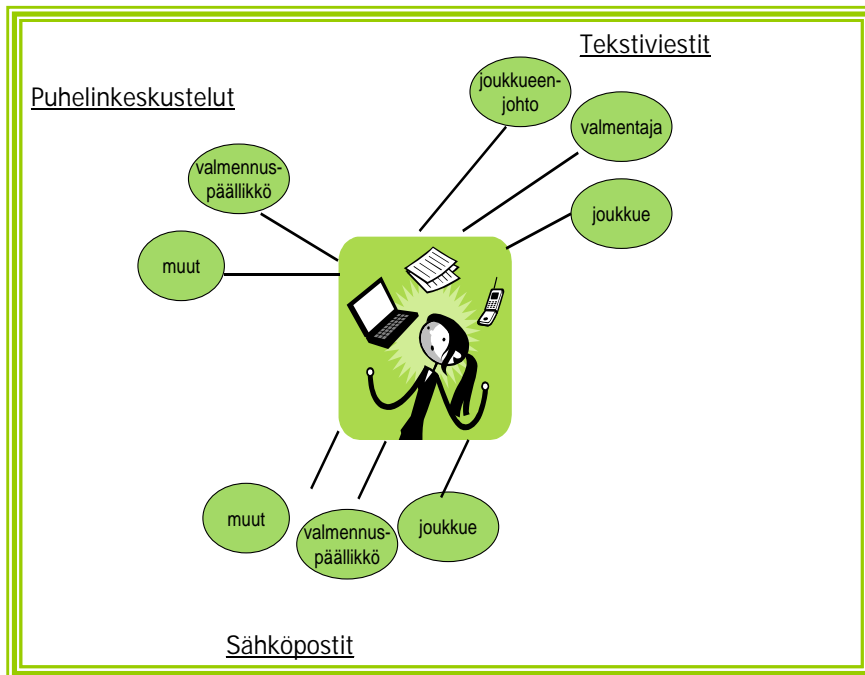 Tekstiviestit
joukkueen-
johto
Puhelinkeskustelut
valmentaja
valmennus-
päällikkö
joukkue
muut
muut
valmennus-
päällikkö
joukkue
Sähköpostit